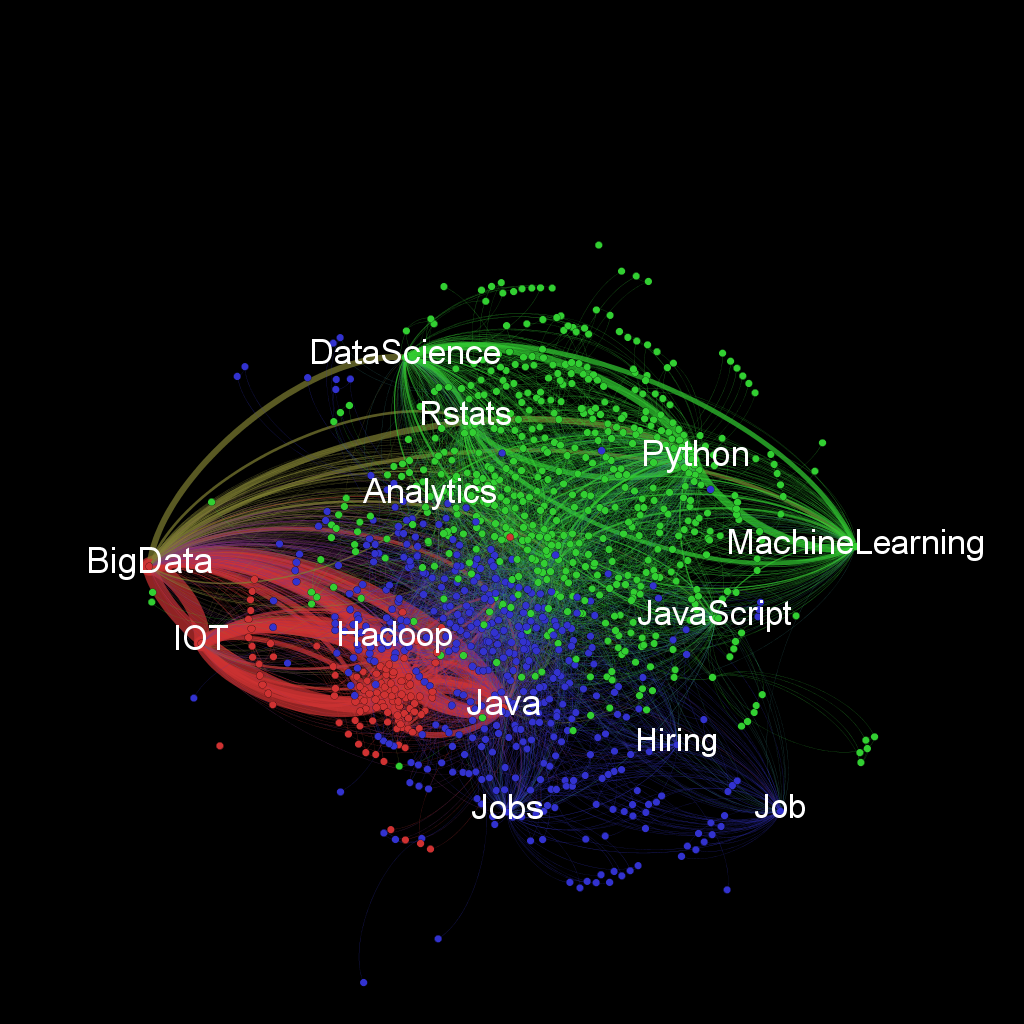 DataScience
Rstats
Python
Analytics
MachineLearning
BigData
JavaScript
IOT
Hadoop
Java
Hiring
Jobs
Job